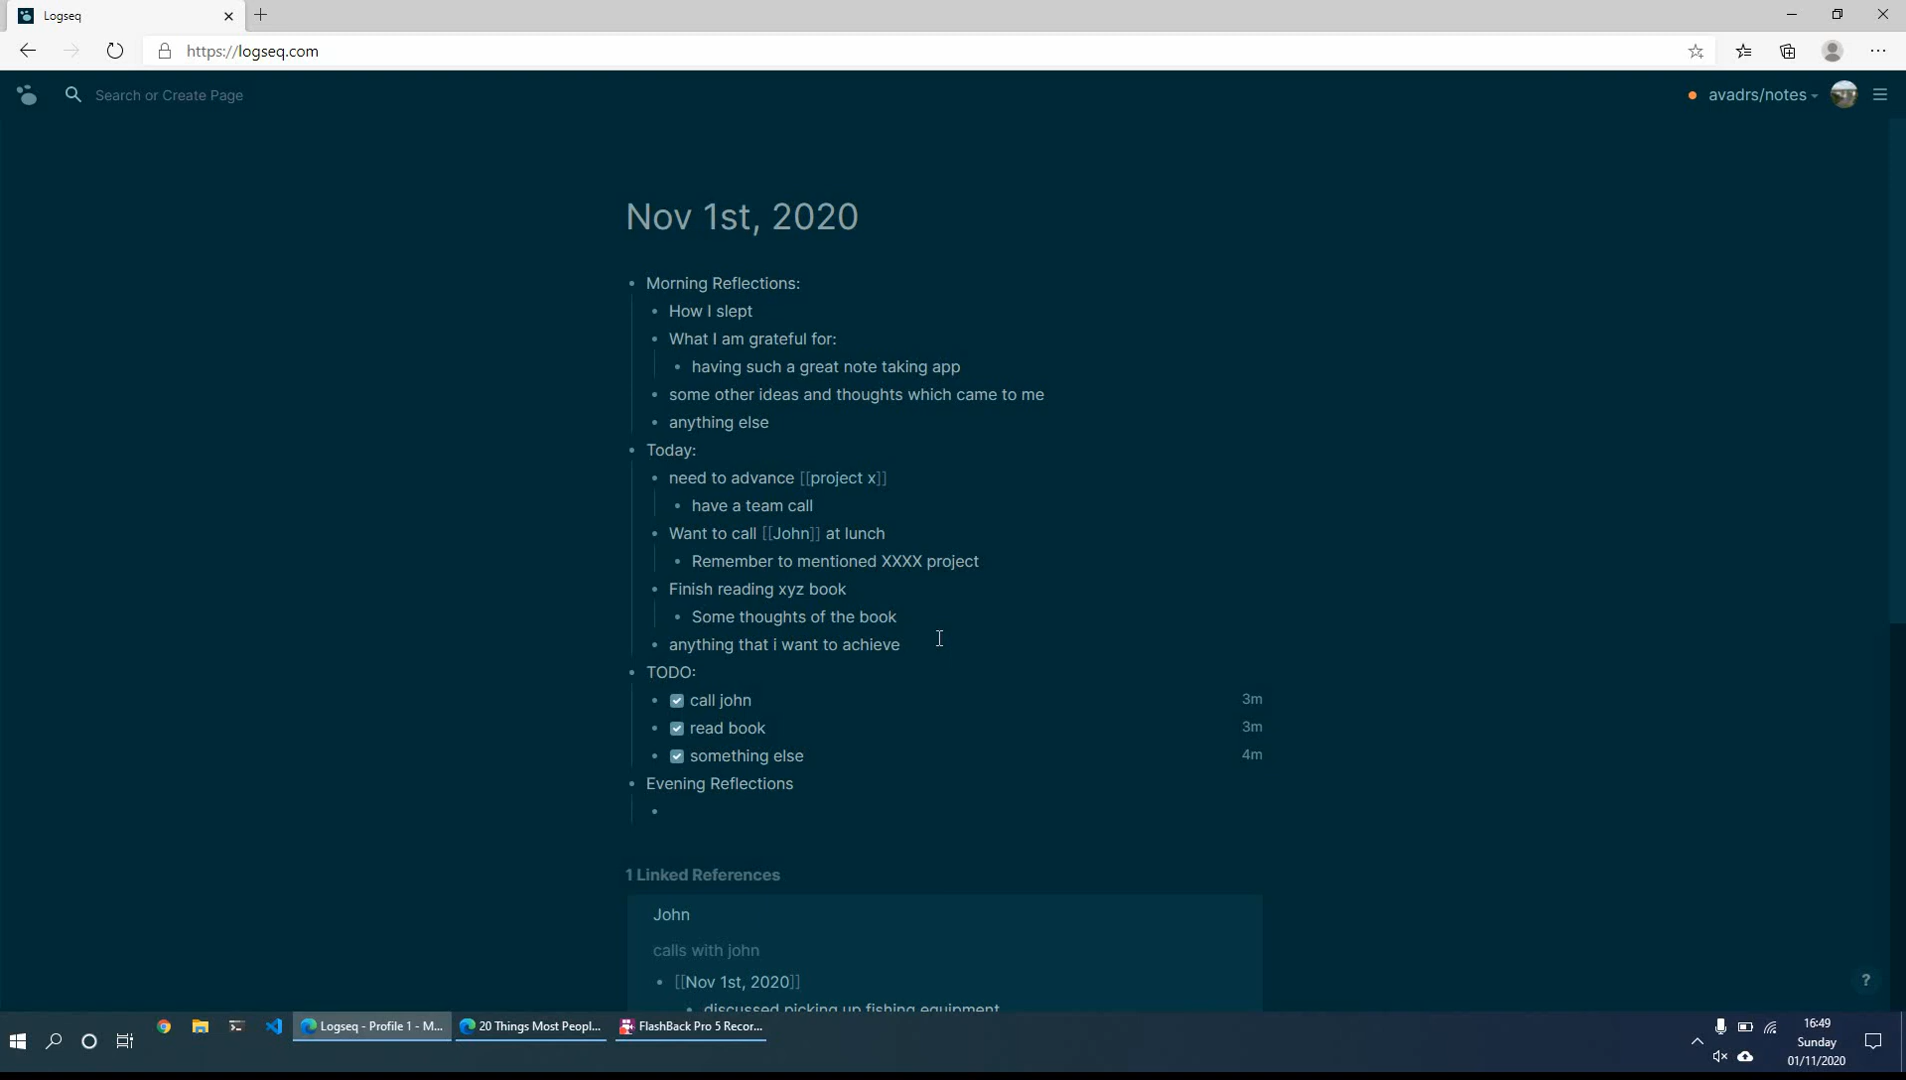 Logseq
https://logseq.com
Search or Create Page
avadrs/notes
Nov 1st, 2020
Morning Reflections:
How I slept
What I am grateful for:
having such a great note taking app
some other ideas and thoughts which came to me
anything else
Today:
need to advance [[project x]]
have a team call
Want to call [[John]] at lunch
Remember to mentioned XXXX project
Finish reading xyz book
Some thoughts of the book
anything that i want to achieve
TODO:
call john 3m
read book 3m
something else 4m
Evening Reflections
1 Linked References
John
calls with john
[[Nov 1st, 2020]]
discussed picking up fishing equipment
?
Logseq - Profile 1 - M...
20 Things Most Peopl...
FlashBack Pro 5 Recor...
16:49
Sunday
01/11/2020